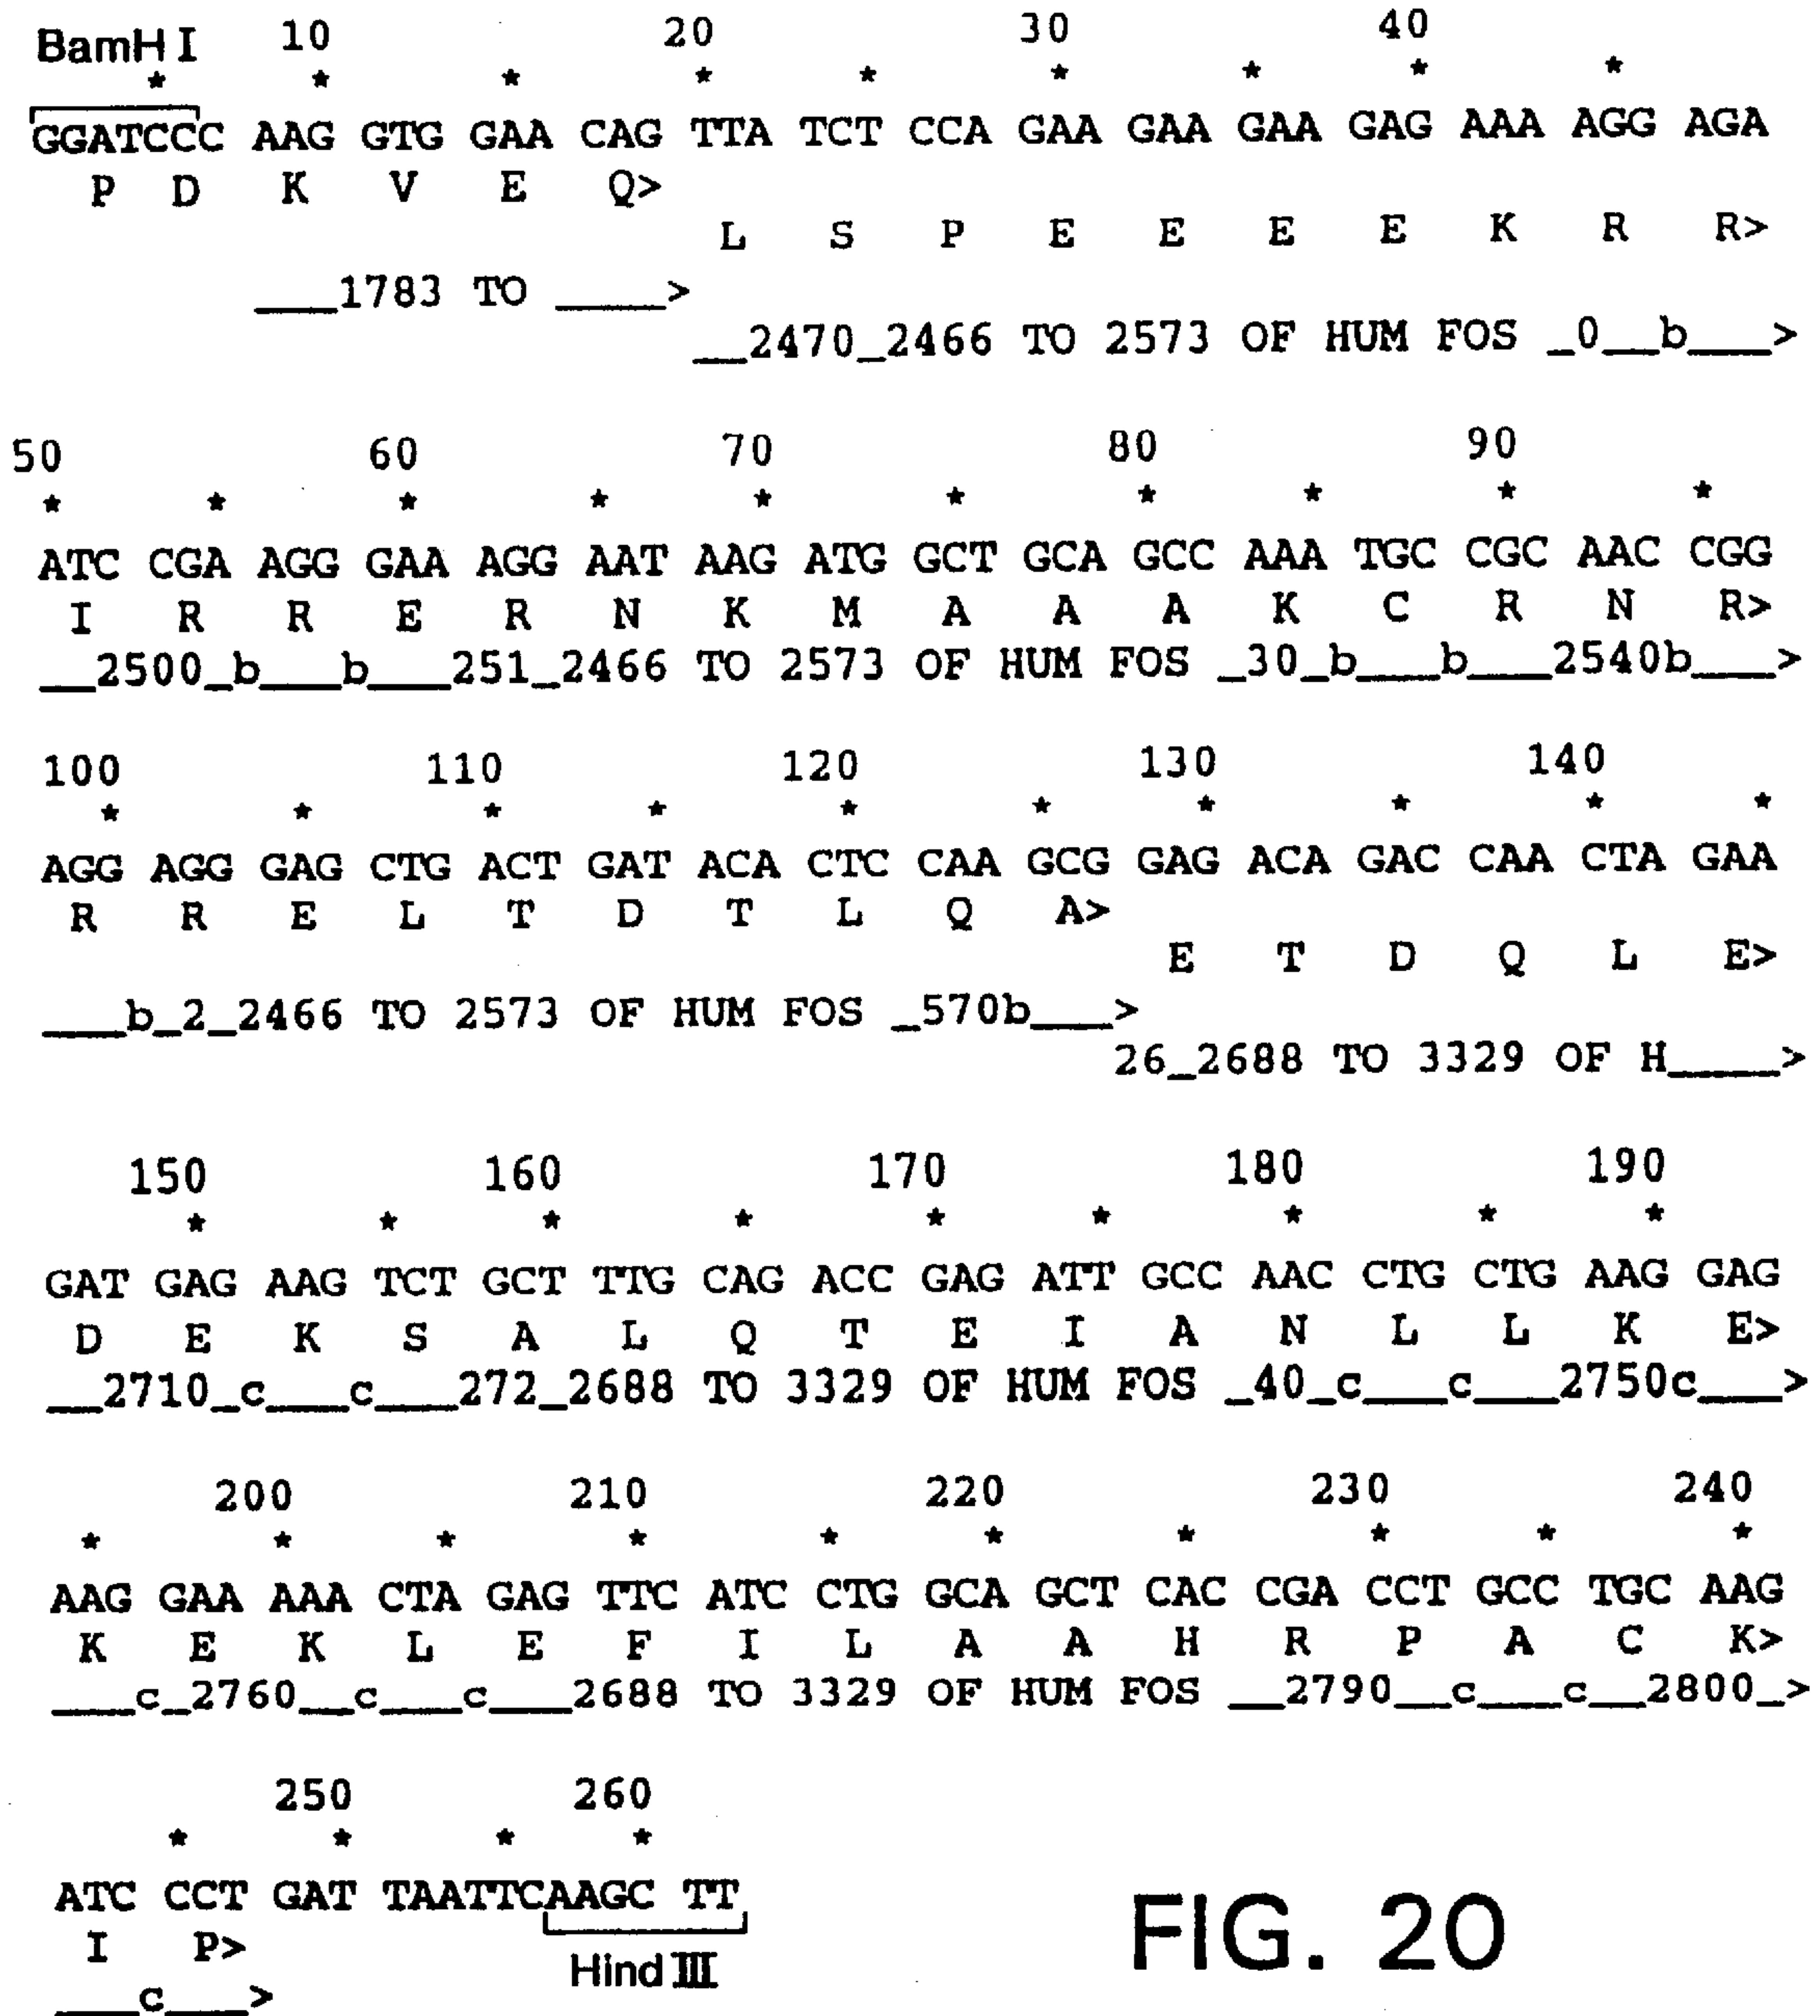 BamH I 10 20 30 40
* * * * * * * * *
GGATCCC AAG GTG GAA CAG TTA TCT CCA GAA GAA GAA GAG AAA AGG AGA
P D K V E Q>
L S P E E E E K R R>
___1783 TO ____>
__2470_2466 TO 2573 OF HUM FOS _0__b___>
50 60 70 80 90
* * * * * * * * * *
ATC CGA AGG GAA AGG AAT AAG ATG GCT GCA GCC AAA TGC CGC AAC CGG
I R R E R N K M A A A K C R N R>
__2500_b___b___251_2466 TO 2573 OF HUM FOS _30_b___b___2540b___>
100 110 120 130 140
* * * * * * * * * *
AGG AGG GAG CTG ACT GAT ACA CTC CAA GCG GAG ACA GAC CAA CTA GAA
R R E L T D T L Q A>
E T D Q L E>
___b_2_2466 TO 2573 OF HUM FOS _570b___>
26_2688 TO 3329 OF H____>
150 160 170 180 190
* * * * * * * * *
GAT GAG AAG TCT GCT TTG CAG ACC GAG ATT GCC AAC CTG CTG AAG GAG
D E K S A L Q T E I A N L L K E>
__2710_c___c___272_2688 TO 3329 OF HUM FOS _40_c___c___2750c___>
200 210 220 230 240
* * * * * * * * * *
AAG GAA AAA CTA GAG TTC ATC CTG GCA GCT CAC CGA CCT GCC TGC AAG
K E K L E F I L A A H R P A C K>
___c_2760__c___c___2688 TO 3329 OF HUM FOS __2790__c___c__2800_>
250 260
* * * *
ATC CCT GAT TAATTCAAGC TT
I P>
Hind III
___c___>
FIG. 20